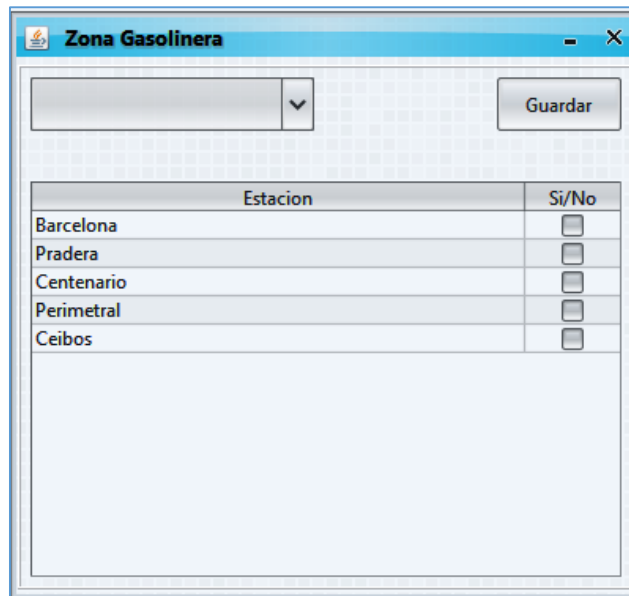 Zona Gasolinera
Guardar
Estacion Si/No
Barcelona
Pradera
Centenario
Perimetral
Ceibos